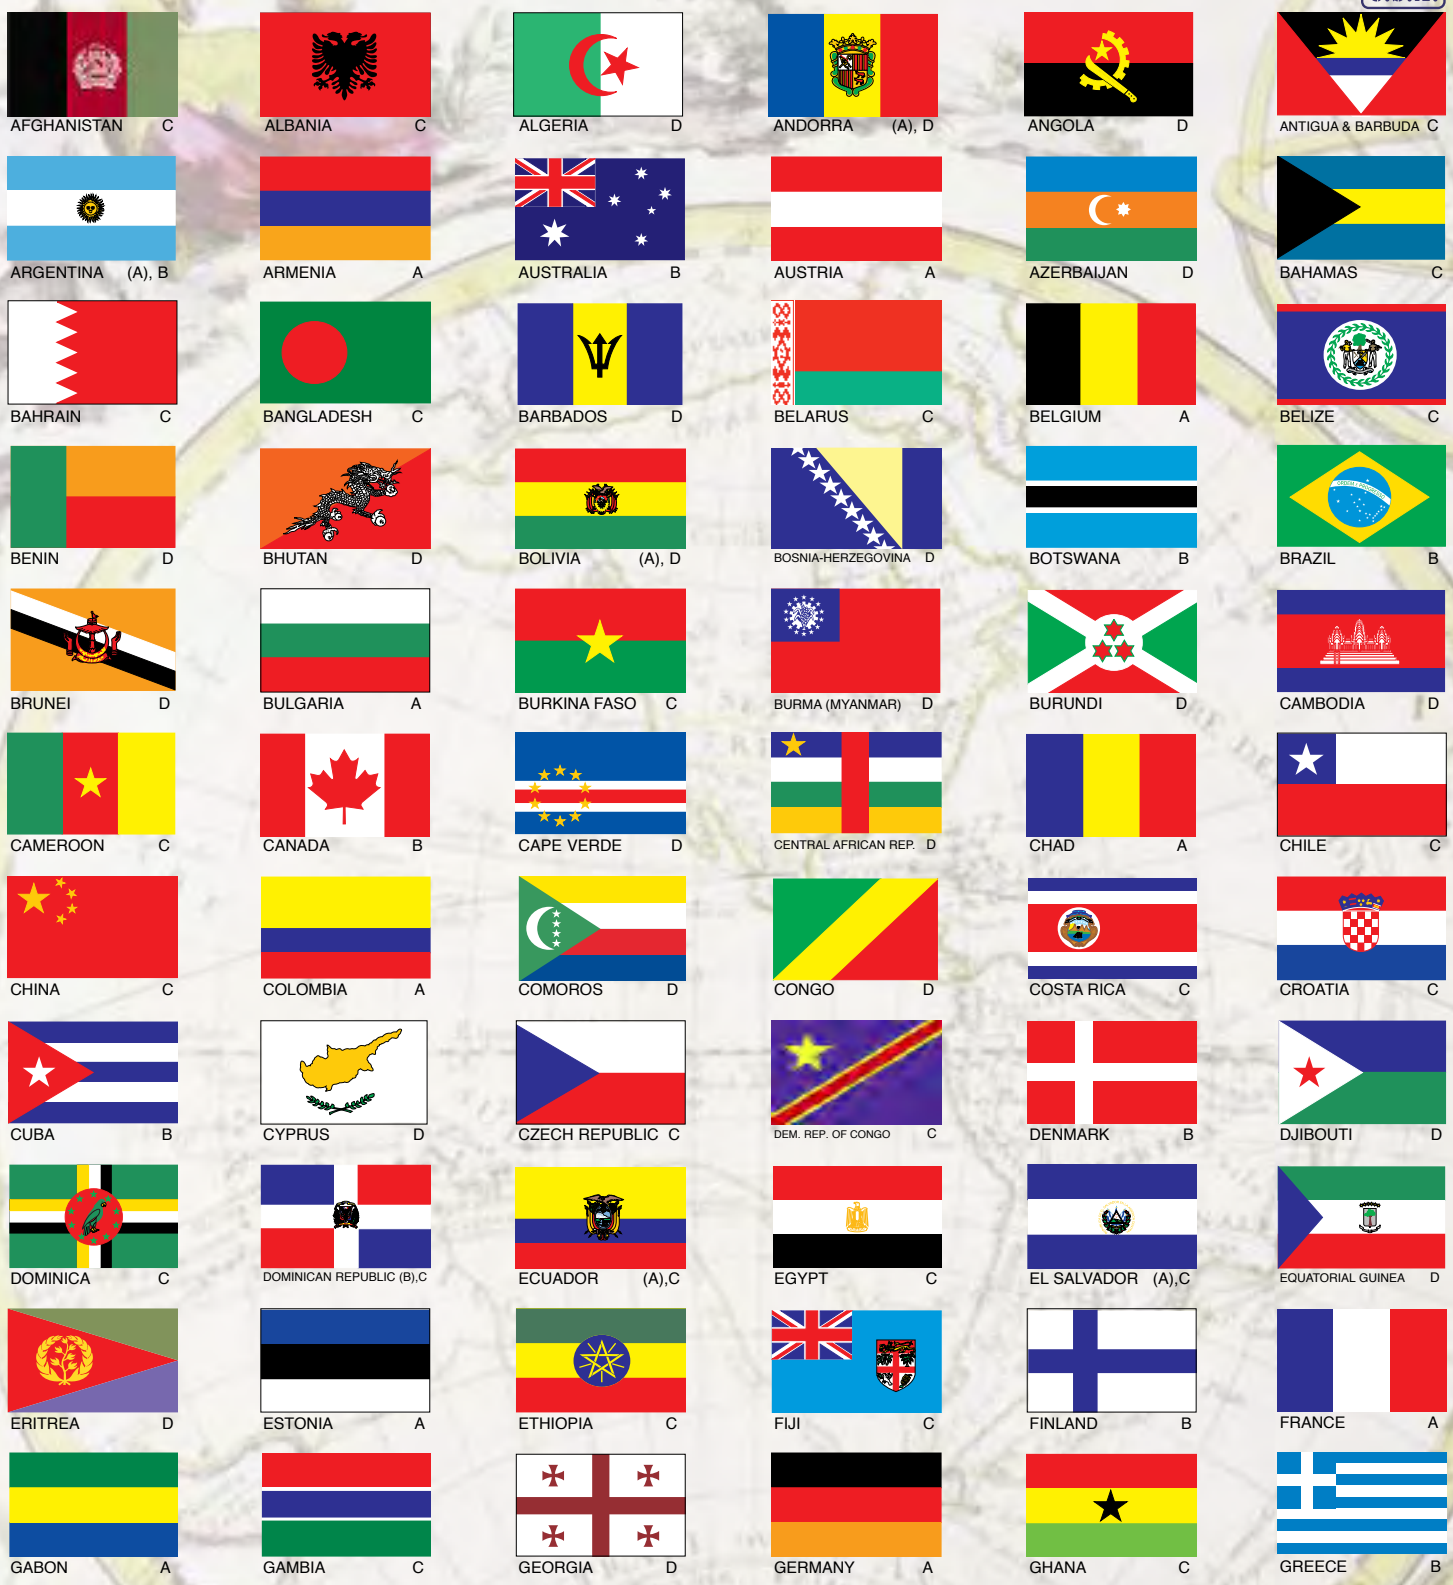 AFGHANISTAN C
ALBANIA C
ALGERIA D
ANDORRA (A), D
ANGOLA D
ANTIGUA & BARBUDA C
ARGENTINA (A), B
ARMENIA A
AUSTRALIA B
AUSTRIA A
AZERBAIJAN D
BAHAMAS C
BAHRAIN C
BANGLADESH C
BARBADOS D
BELARUS C
BELGIUM A
BELIZE C
BENIN D
BHUTAN D
BOLIVIA (A), D
BOSNIA-HERZEGOVINA D
BOTSWANA B
BRAZIL B
BRUNEI D
BULGARIA A
BURKINA FASO C
BURMA (MYANMAR) D
BURUNDI D
CAMBODIA D
CAMEROON C
CANADA B
CAPE VERDE D
CENTRAL AFRICAN REP. D
CHAD A
CHILE C
CHINA C
COLOMBIA A
COMOROS D
CONGO D
COSTA RICA C
CROATIA C
CUBA B
CYPRUS D
CZECH REPUBLIC C
DEM. REP. OF CONGO C
DENMARK B
DJIBOUTI D
DOMINICA C
DOMINICAN REPUBLIC (B),C
ECUADOR (A),C
EGYPT C
EL SALVADOR (A),C
EQUATORIAL GUINEA D
ERITREA D
ESTONIA A
ETHIOPIA C
FIJI C
FINLAND B
FRANCE A
GABON A
GAMBIA C
GEORGIA D
GERMANY A
GHANA C
GREECE B